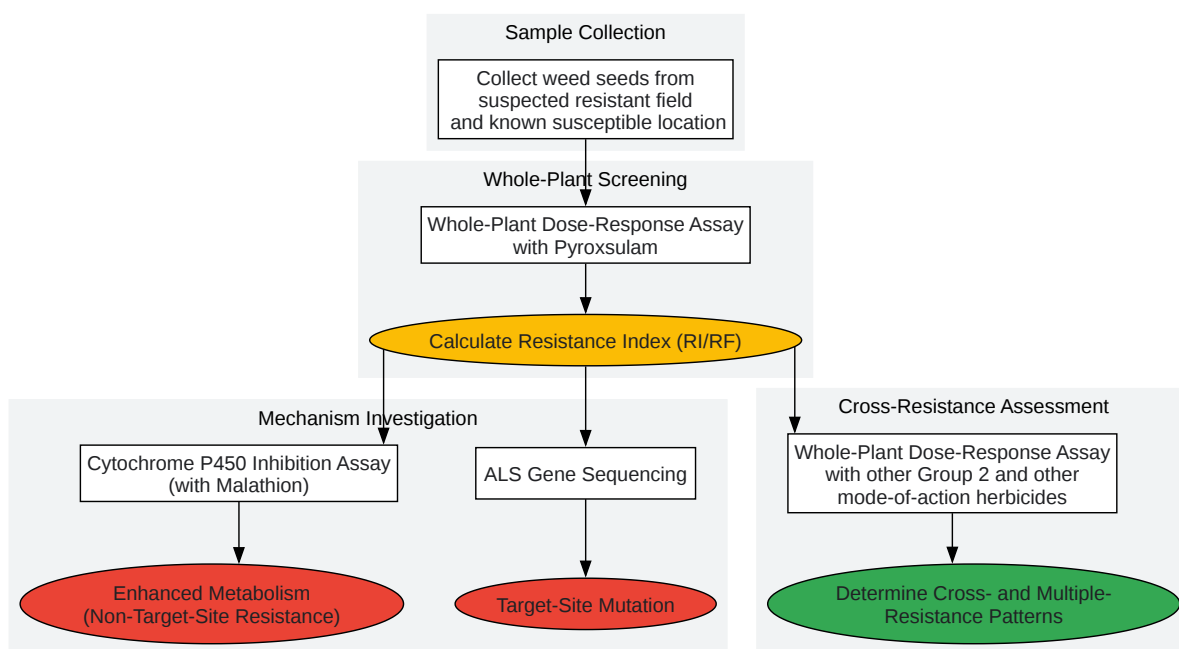 Sample Collection
Collect weed seeds from
suspected resistant field
and known susceptible location
Whole-Plant Screening
Whole-Plant Dose-Response Assay
with Pyroxsulam
Calculate Resistance Index (RI/RF)
Mechanism Investigation
Cytochrome P450 Inhibition Assay
(with Malathion)
ALS Gene Sequencing
Enhanced Metabolism
(Non-Target-Site Resistance)
Target-Site Mutation
Cross-Resistance Assessment
Whole-Plant Dose-Response Assay
with other Group 2 and other
mode-of-action herbicides
Determine Cross- and Multiple-
Resistance Patterns